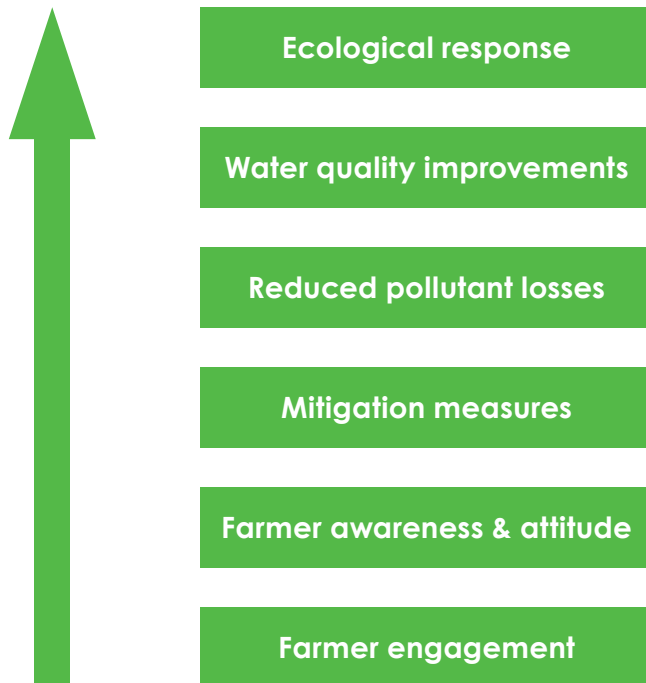 Ecological response
Water quality improvements
Reduced pollutant losses
Mitigation measures
Farmer awareness & attitude
Farmer engagement